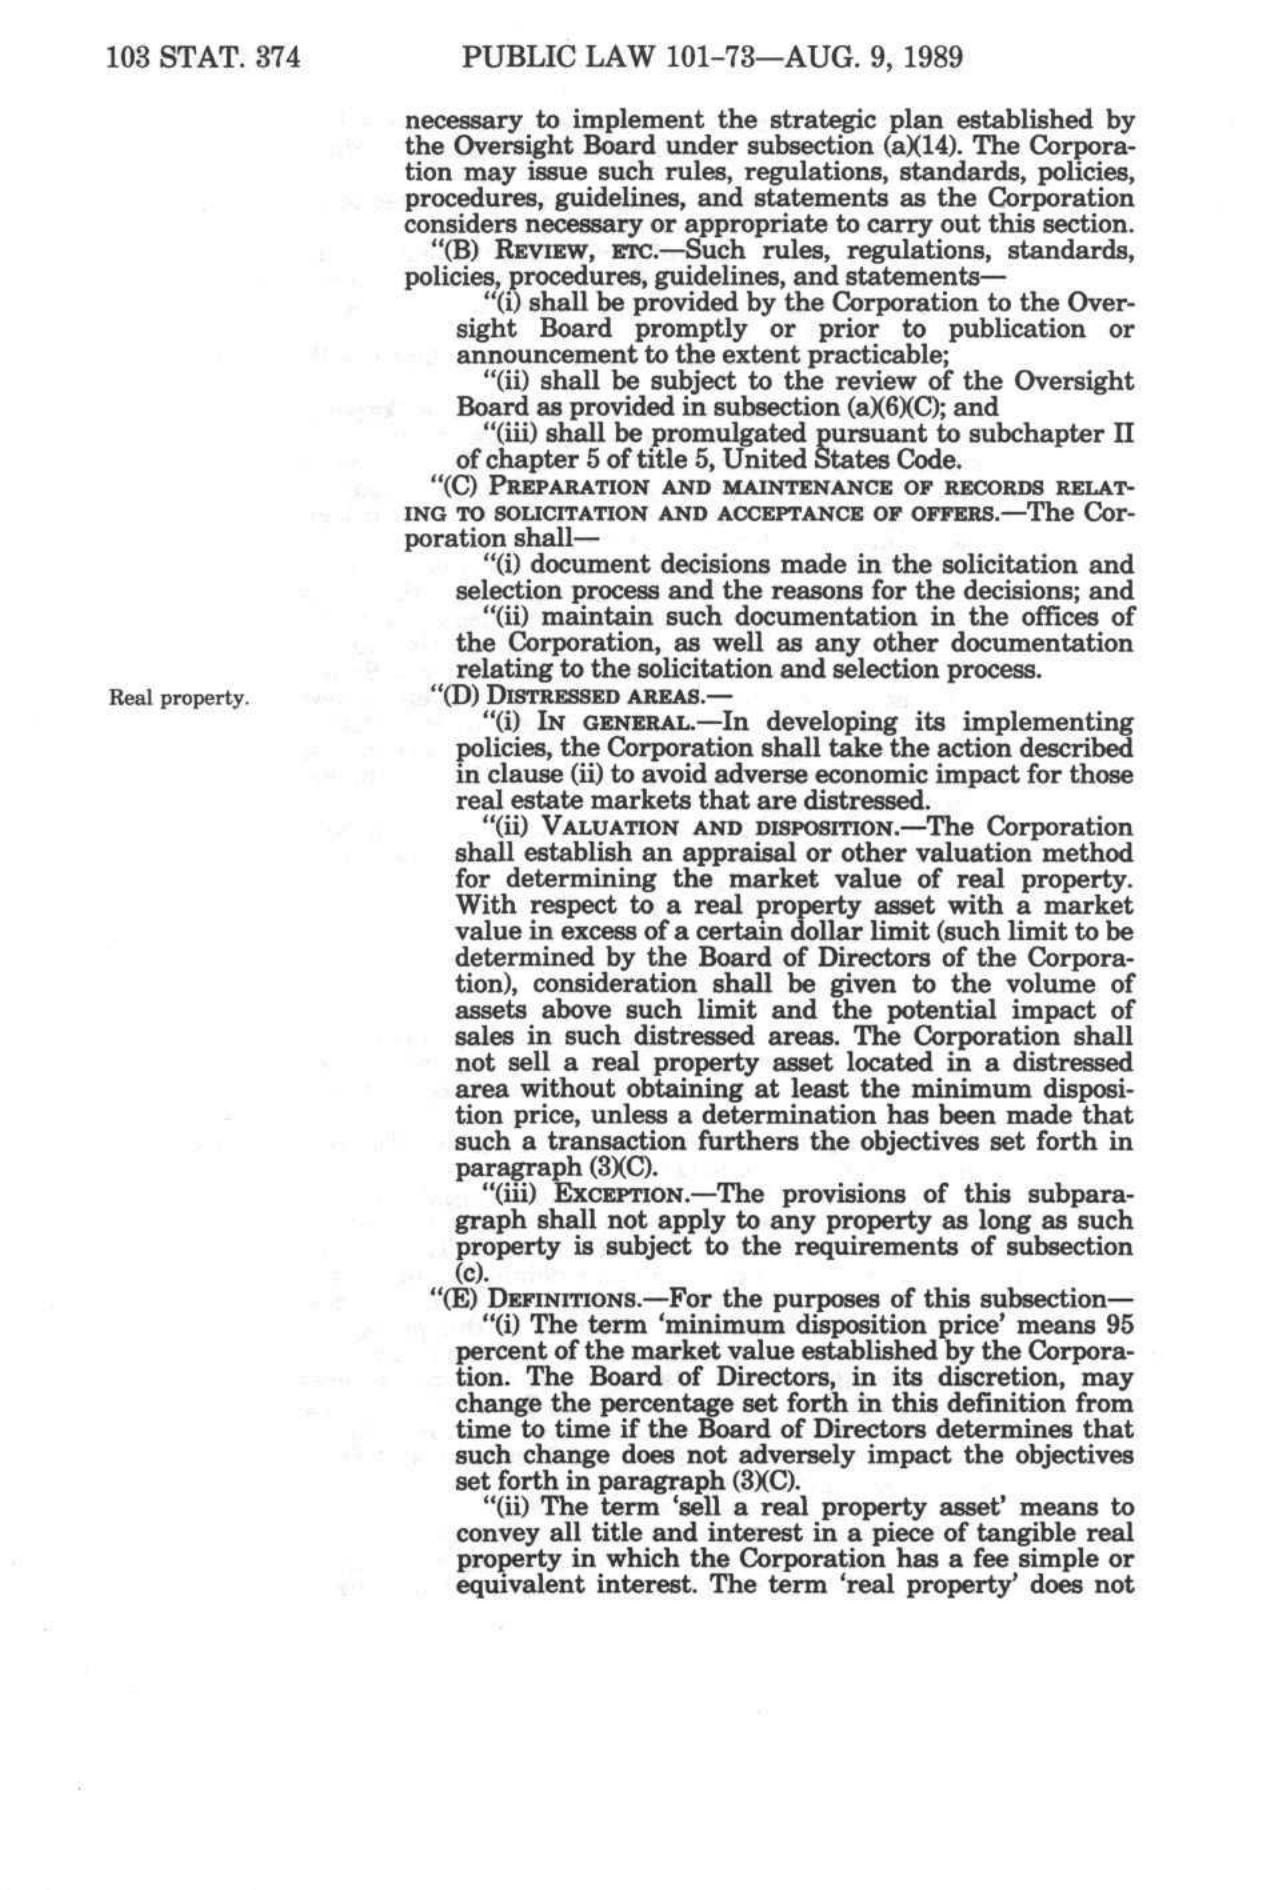 103 STAT. 374 PUBLIC LAW 101-73—AUG. 9, 1989
necessary to implement the strategic plan established by
the Oversight Board under subsection (a)(14). The Corpora-
tion may issue such rules, regulations, standards, policies,
procedures, guidelines, and statements as the Corporation
considers necessary or appropriate to carry out this section.
“(B) REVIEW, ETC.—Such rules, regulations, standards,
policies, procedures, guidelines, and statements—
“(i) shall be provided by the Corporation to the Over-
sight Board promptly or prior to publication or
announcement to the extent practicable;
“(ii) shall be subject to the review of the Oversight
Board as provided in subsection (a)(6)(C); and
“(iii) shall be promulgated pursuant to subchapter II
of chapter 5 of title 5, United States Code.
“(C) PREPARATION AND MAINTENANCE OF RECORDS RELAT-
ING TO SOLICITATION AND ACCEPTANCE OF OFFERS.—The Cor-
poration shall—
“(i) document decisions made in the solicitation and
selection process and the reasons for the decisions; and
“(ii) maintain such documentation in the offices of
the Corporation, as well as any other documentation
relating to the solicitation and selection process.
Real property. “(D) DISTRESSED AREAS.—
“(i) IN GENERAL.—In developing its implementing
policies, the Corporation shall take the action described
in clause (ii) to avoid adverse economic impact for those
real estate markets that are distressed.
“(ii) VALUATION AND DISPOSITION.—The Corporation
shall establish an appraisal or other valuation method
for determining the market value of real property.
With respect to a real property asset with a market
value in excess of a certain dollar limit (such limit to be
determined by the Board of Directors of the Corpora-
tion), consideration shall be given to the volume of
assets above such limit and the potential impact of
sales in such distressed areas. The Corporation shall
not sell a real property asset located in a distressed
area without obtaining at least the minimum disposi-
tion price, unless a determination has been made that
such a transaction furthers the objectives set forth in
paragraph (3)(C).
“(iii) EXCEPTION.—The provisions of this subpara-
graph shall not apply to any property as long as such
property is subject to the requirements of subsection
(c).
“(E) DEFINITIONS.—For the purposes of this subsection—
“(i) The term ‘minimum disposition price’ means 95
percent of the market value established by the Corpora-
tion. The Board of Directors, in its discretion, may
change the percentage set forth in this definition from
time to time if the Board of Directors determines that
such change does not adversely impact the objectives
set forth in paragraph (3)(C).
“(ii) The term ‘sell a real property asset’ means to
convey all title and interest in a piece of tangible real
property in which the Corporation has a fee simple or
equivalent interest. The term ‘real property’ does not